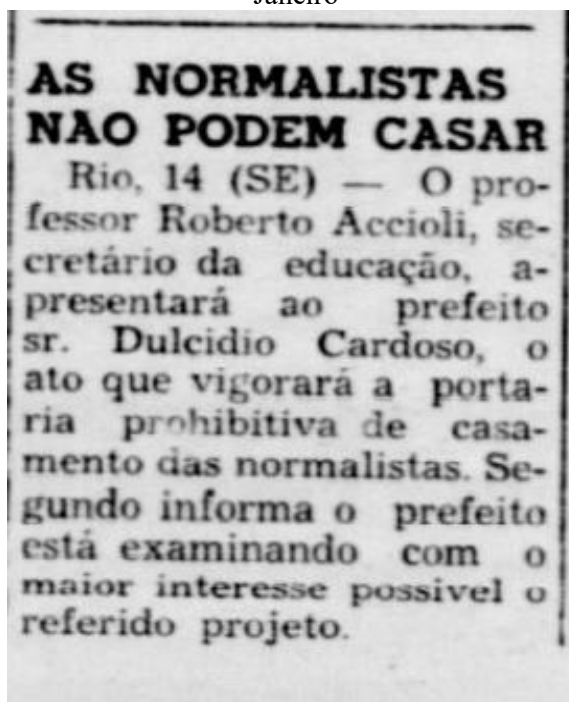 Janeiro
AS NORMALISTAS
NAO PODEM CASAR
Rio, 14 (SE) — O pro-
fessor Roberto Accioli, se-
cretário da educação, a-
presentará ao prefeito
sr. Dulcidio Cardoso, o
ato que vigorará a porta-
ria prohibitiva de casa-
mento das normalistas. Se-
gundo informa o prefeito
está examinando com o
maior interesse possivel o
referido projeto.